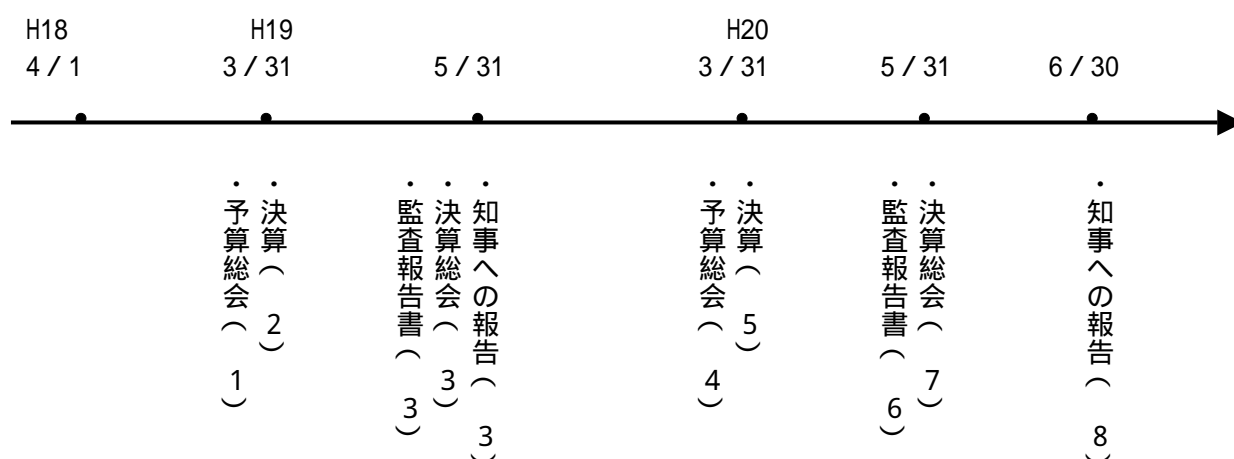 H18
4/1
H19
3/31
5/31
H20
3/31
5/31
6/30
・予算総会(1)
・決算(2)
・監査報告書(3)
・決算総会(3)
・知事への報告(3)
・予算総会(4)
・決算(5)
・監査報告書(6)
・決算総会(7)
・知事への報告(8)